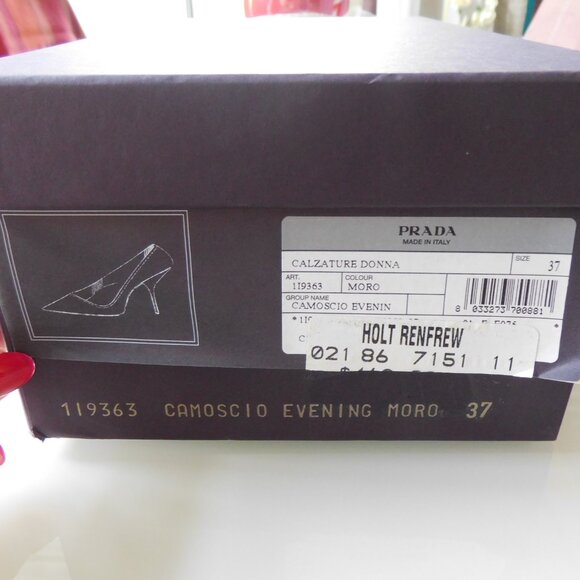 PRADA
MADE IN ITALY
CALZATURE DONNA SIZE 37
ART. COLOUR
1I9363 MORO
GROUP NAME
CAMOSCIO EVENIN
8 033273 700881
HOLT RENFREW
021 86 7151 11
1I9363 CAMOSCIO EVENING MORO 37